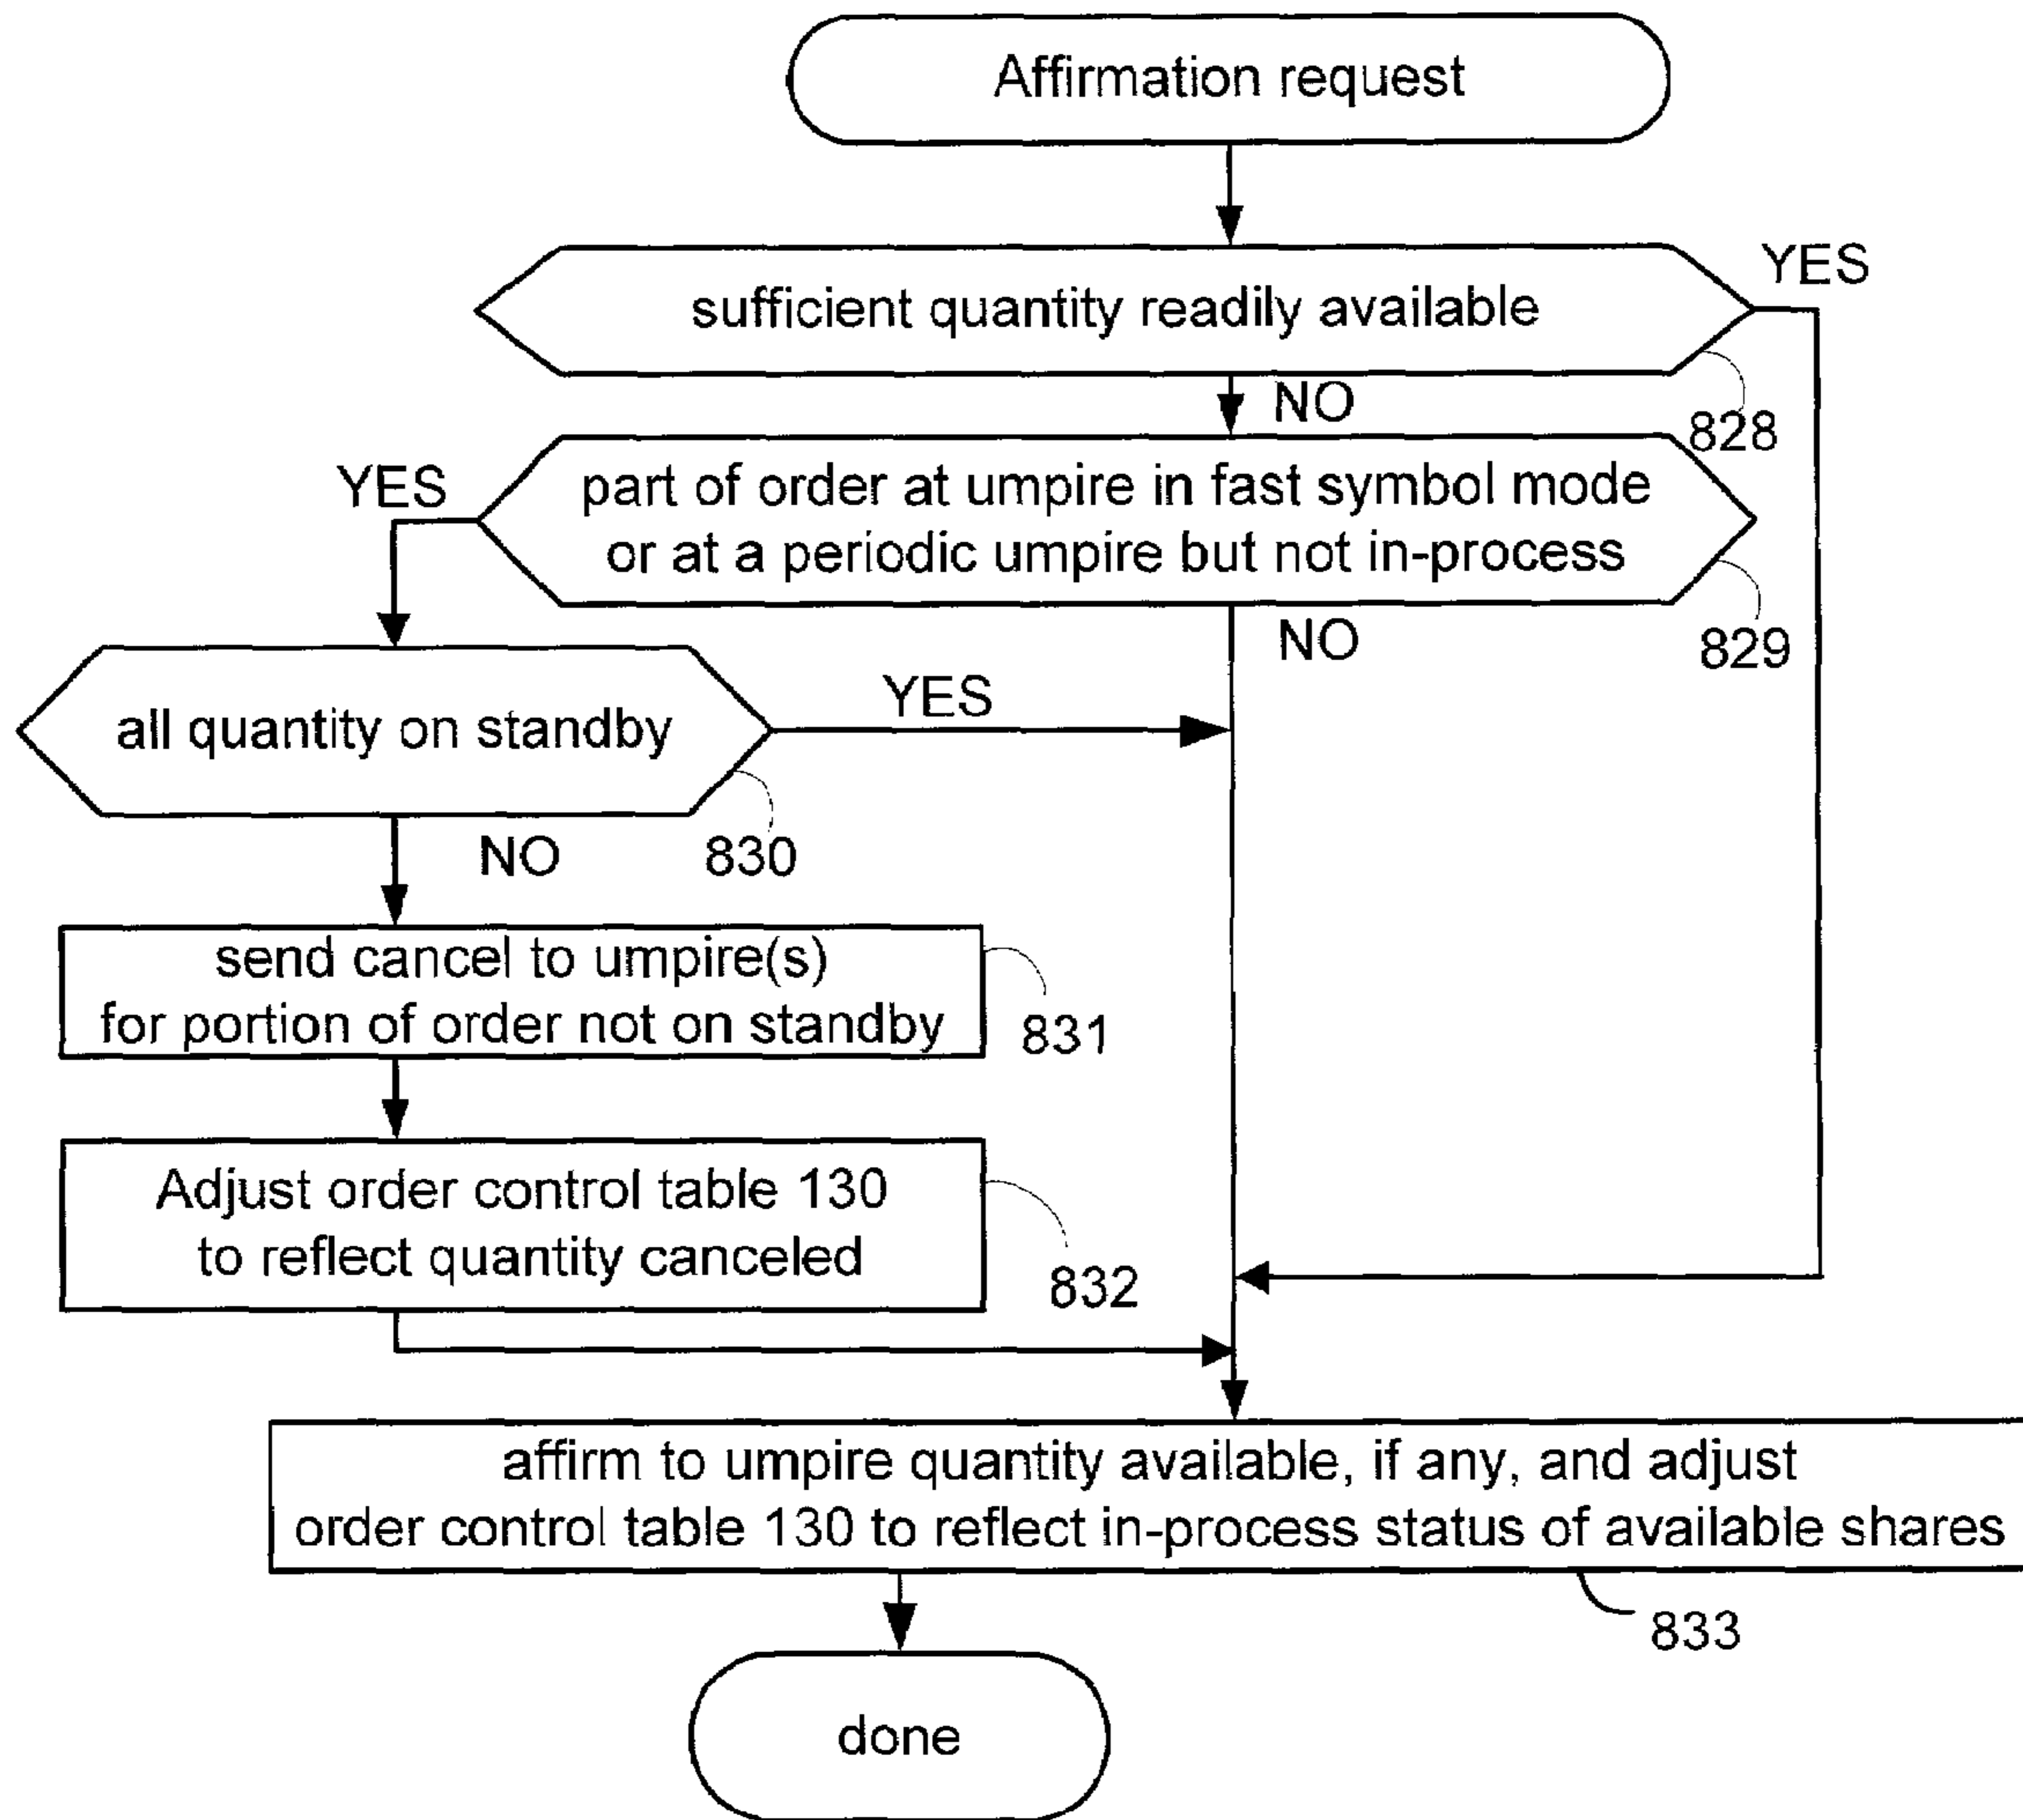 Affirmation request
sufficient quantity readily available
YES
828
NO
part of order at umpire in fast symbol mode
or at a periodic umpire but not in-process
YES
829
NO
all quantity on standby
YES
830
NO
send cancel to umpire(s)
for portion of order not on standby
831
Adjust order control table 130
to reflect quantity canceled
832
affirm to umpire quantity available, if any, and adjust
order control table 130 to reflect in-process status of available shares
833
done